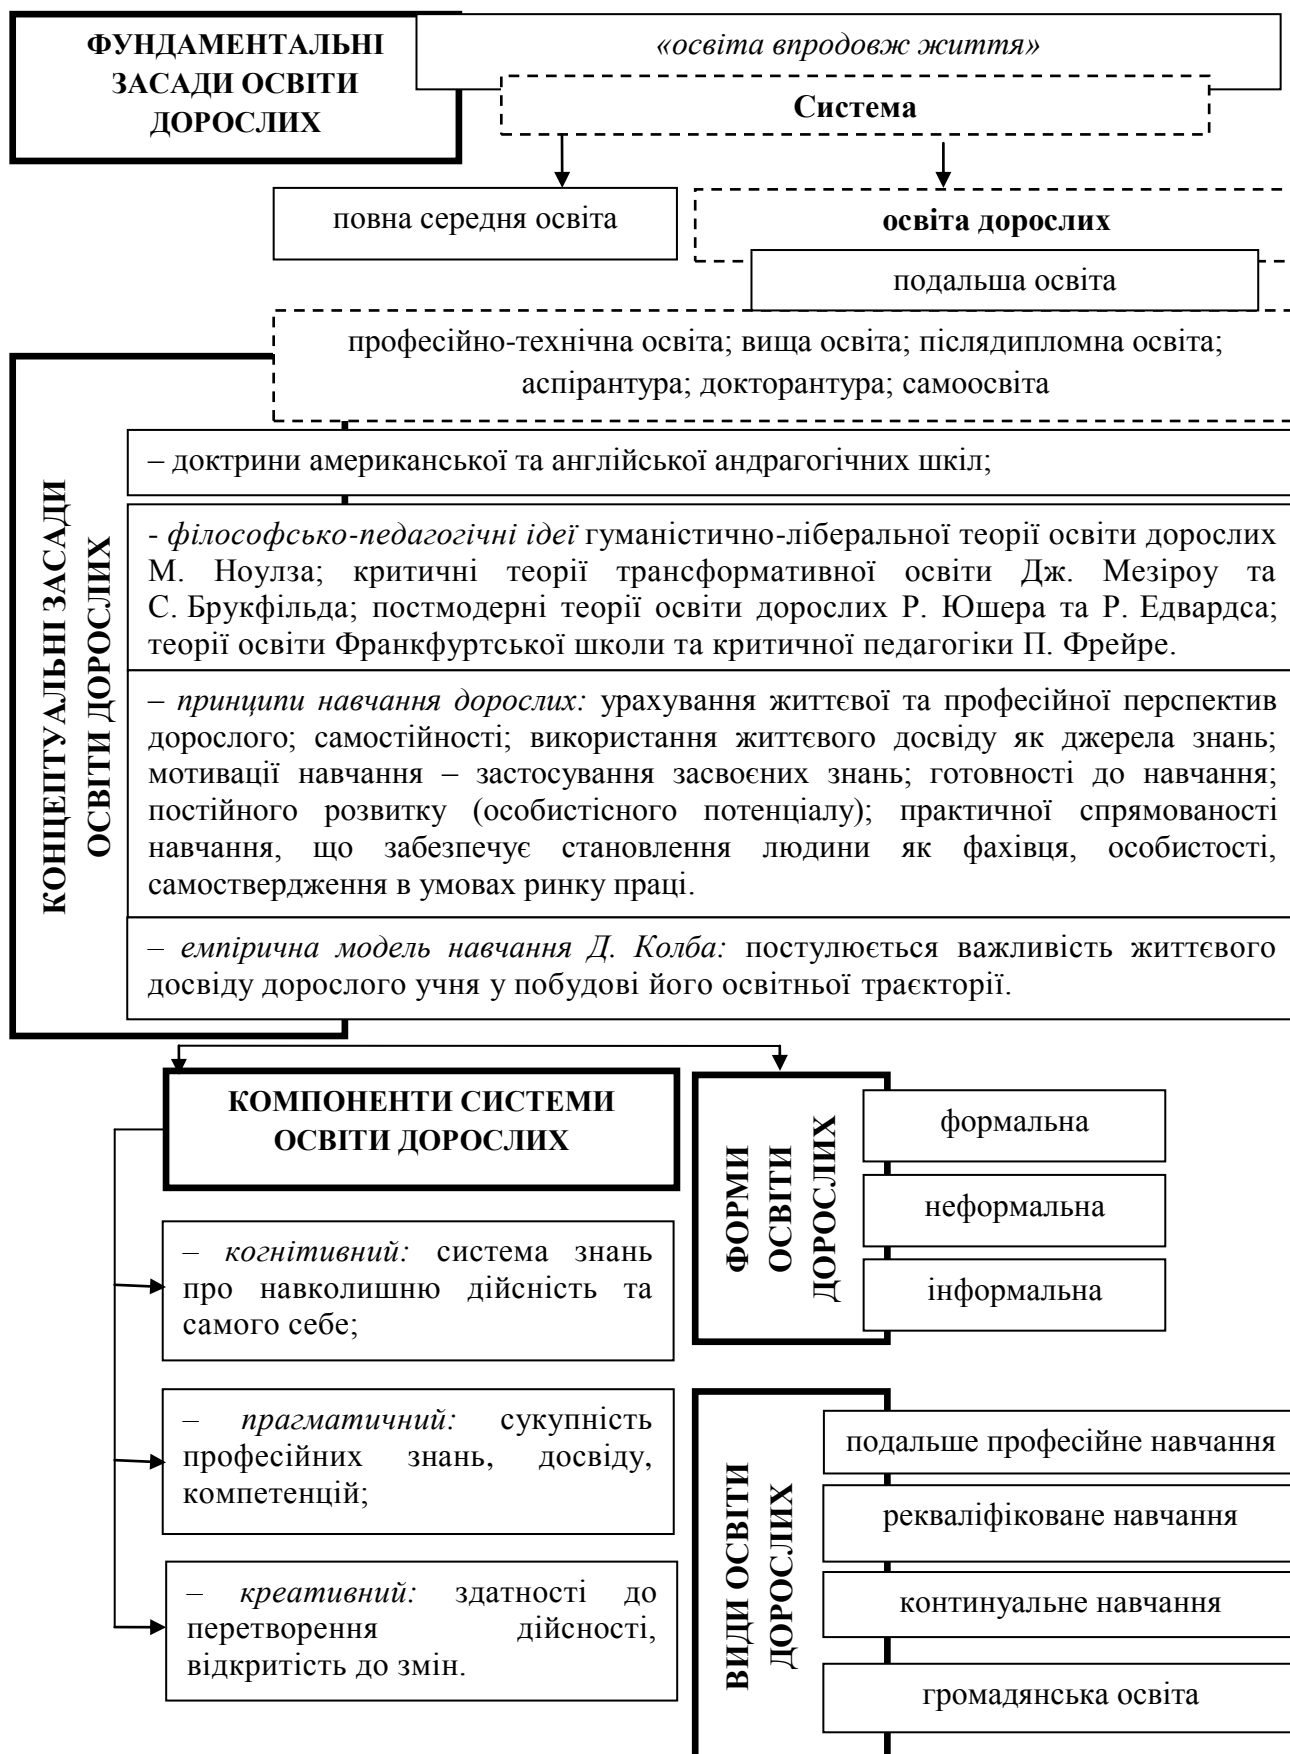 ФУНДАМЕНТАЛЬНІ
ЗАСАДИ ОСВІТИ
ДОРОСЛИХ
«освіта впродовж життя»
Система
повна середня освіта
освіта дорослих
подальша освіта
професійно-технічна освіта; вища освіта; післядипломна освіта;
аспірантура; докторантура; самоосвіта
КОНЦЕПТУАЛЬНІ ЗАСАДИ
ОСВІТИ ДОРОСЛИХ
– доктрини американської та англійської андрагогічних шкіл;
- філософсько-педагогічні ідеї гуманістично-ліберальної теорії освіти дорослих
М. Ноулза; критичні теорії трансформативної освіти Дж. Мезіроу та
С. Брукфільда; постмодерні теорії освіти дорослих Р. Юшера та Р. Едвардса;
теорії освіти Франкфуртської школи та критичної педагогіки П. Фрейре.
– принципи навчання дорослих: урахування життєвої та професійної перспектив
дорослого; самостійності; використання життєвого досвіду як джерела знань;
мотивації навчання – застосування засвоєних знань; готовності до навчання;
постійного розвитку (особистісного потенціалу); практичної спрямованості
навчання, що забезпечує становлення людини як фахівця, особистості,
самоствердження в умовах ринку праці.
– емпірична модель навчання Д. Колба: постулюється важливість життєвого
досвіду дорослого учня у побудові його освітньої траєкторії.
КОМПОНЕНТИ СИСТЕМИ
ОСВІТИ ДОРОСЛИХ
– когнітивний: система знань
про навколишню дійсність та
самого себе;
– прагматичний: сукупність
професійних знань, досвіду,
компетенцій;
– креативний: здатності до
перетворення дійсності,
відкритість до змін.
ФОРМИ
ОСВІТИ
ДОРОСЛИХ
формальна
неформальна
інформальна
ВИДИ ОСВІТИ
ДОРОСЛИХ
подальше професійне навчання
рекваліфіковане навчання
континуальне навчання
громадянська освіта